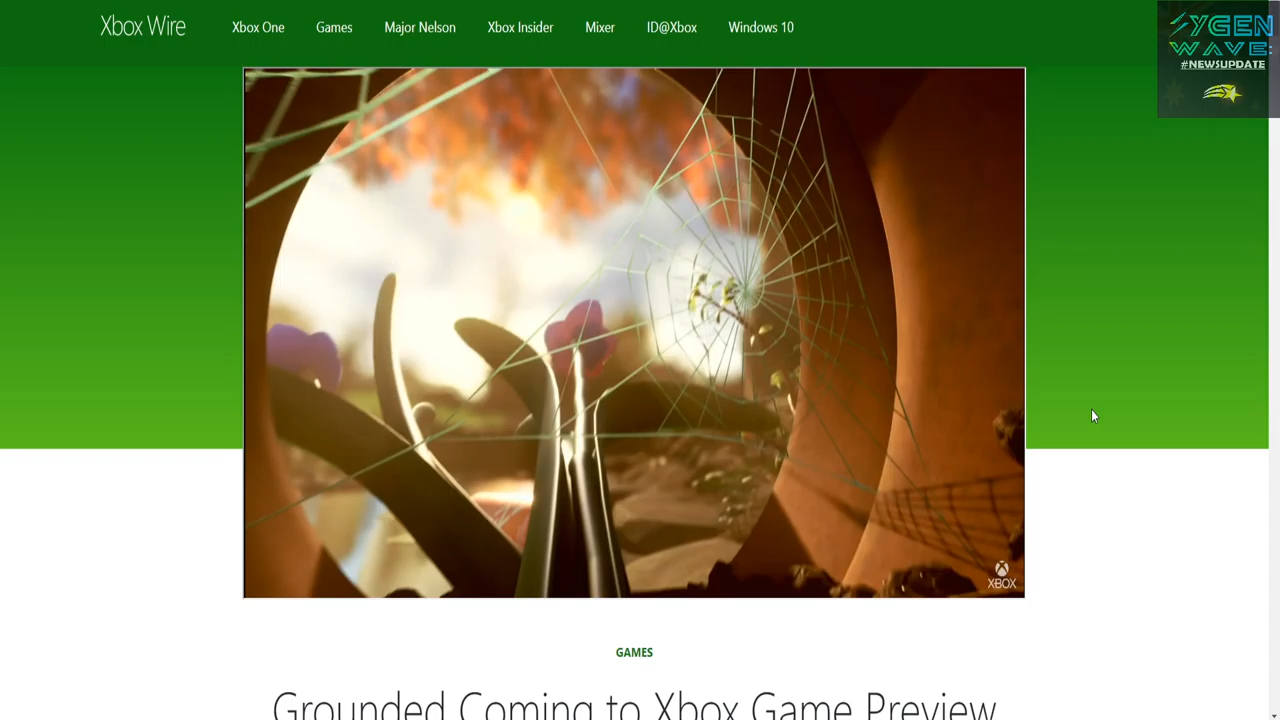 Xbox Wire
Xbox One Games Major Nelson Xbox Insider Mixer ID@Xbox Windows 10
SYGEN
WAVE:
#NEWSUPDATE
XBOX
GAMES
Grounded Coming to Xbox Game Preview